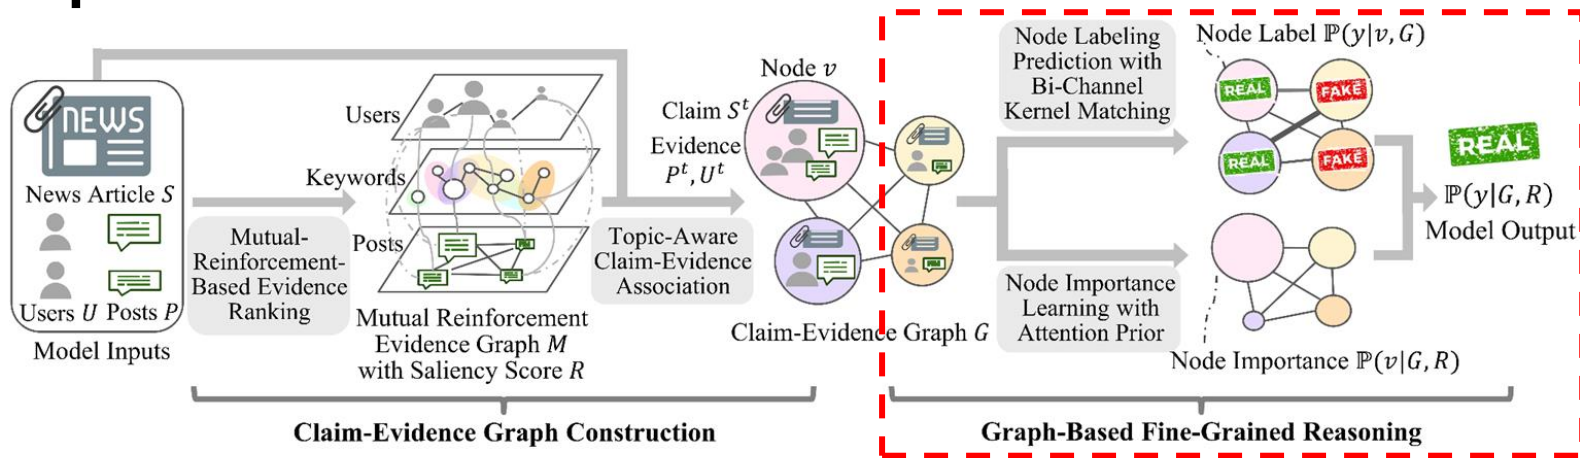 NEWS
News Article S
Users U Posts P
Model Inputs
Mutual-
Reinforcement-
Based Evidence
Ranking
Users
Keywords
Posts
Mutual Reinforcement
Evidence Graph M
with Saliency Score R
Topic-Aware
Claim-Evidence
Association
Node v
Claim Sᵗ
Evidence
Pᵗ, Uᵗ
Claim-Evidence Graph G
Claim-Evidence Graph Construction
Node Labeling
Prediction with
Bi-Channel
Kernel Matching
Node Label ℙ(y|v, G)
REAL
FAKE
REAL
FAKE
Node Importance
Learning with
Attention Prior
Node Importance ℙ(v|G, R)
REAL
ℙ(y|G, R)
Model Output
Graph-Based Fine-Grained Reasoning